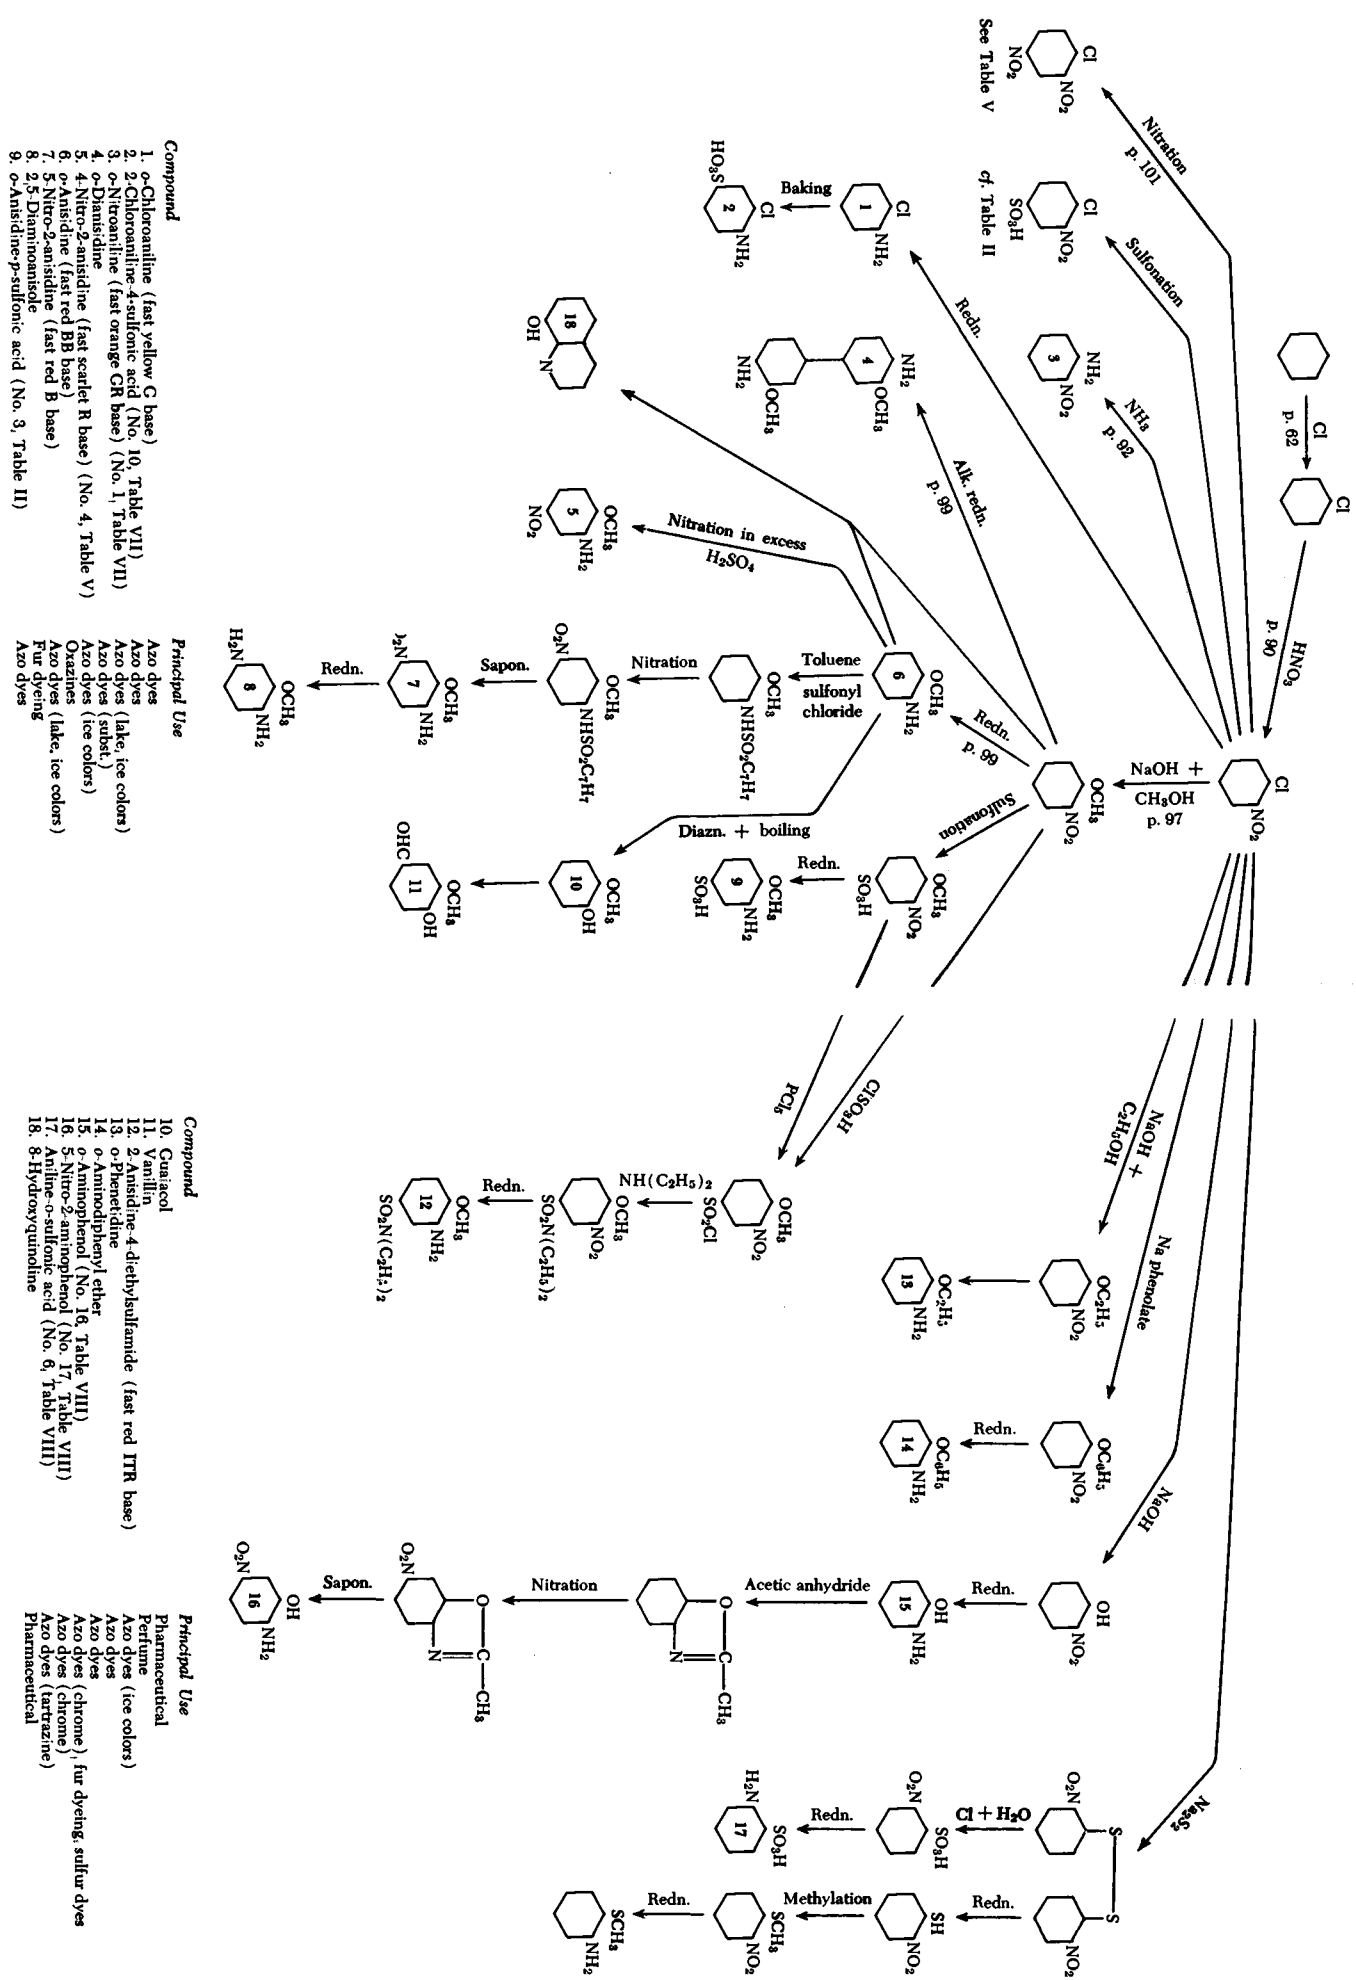 Cl
p. 62
Cl
HNO3
p. 90
Cl
NO2
Nitration
p. 101
Cl
NO2
NO2
See Table V
Sulfonation
Cl
NO2
SO3H
cf. Table II
NH3
p. 92
NH2
NO2
3
Redn.
Cl
NH2
1
Baking
Cl
NH2
HO3S
2
NaOH +
CH3OH
p. 97
OCH3
NO2
Alk. redn.
p. 99
NH2
OCH3
4
OCH3
NH2
Redn.
p. 99
OCH3
NH2
6
18
N
OH
Nitration in excess
H2SO4
OCH3
NH2
5
NO2
Toluene
sulfonyl
chloride
OCH3
NHSO2C7H7
Nitration
OCH3
NHSO2C7H7
O2N
Sapon.
OCH3
NH2
7
)2N
Redn.
OCH3
NH2
8
H2N
Diazn. + boiling
OCH3
OH
10
OCH3
OH
11
OHC
Sulfonation
OCH3
NO2
SO3H
Redn.
OCH3
NH2
9
SO3H
ClSO3H
PCl5
OCH3
NO2
SO2Cl
NH(C2H5)2
OCH3
NO2
SO2N(C2H5)2
Redn.
OCH3
NH2
12
SO2N(C2H5)2
NaOH +
C2H5OH
OC2H5
NO2
OC2H5
NH2
13
Na phenolate
OC6H5
NO2
Redn.
OC6H5
NH2
14
NaOH
OH
NO2
Redn.
OH
NH2
15
Acetic anhydride
O
C—CH3
N
Nitration
O
C—CH3
N
O2N
Sapon.
OH
NH2
16
O2N
Na2S2
S
S
O2N
NO2
Cl + H2O
SO3H
O2N
Redn.
SO3H
H2N
17
Redn.
SH
NO2
Methylation
SCH3
NO2
Redn.
SCH3
NH2
Compound Principal Use
1. o-Chloroaniline (fast yellow G base) Azo dyes
2. 2-Chloroaniline-4-sulfonic acid (No. 10, Table VII) Azo dyes
3. o-Nitroaniline (fast orange GR base) (No. 1, Table VII) Azo dyes (lake, ice colors)
4. o-Dianisidine Azo dyes (subst.)
5. 4-Nitro-2-anisidine (fast scarlet R base) (No. 4, Table V) Azo dyes (ice colors)
6. o-Anisidine (fast red BB base) Oxazines
7. 5-Nitro-2-anisidine (fast red B base) Azo dyes (lake, ice colors)
8. 2,5-Diaminoanisole Fur dyeing
9. o-Anisidine-p-sulfonic acid (No. 3, Table II) Azo dyes
Compound Principal Use
10. Guaiacol Pharmaceutical
11. Vanillin Perfume
12. 2-Anisidine-4-diethylsulfamide (fast red ITR base) Azo dyes (ice colors)
13. o-Phenetidine Azo dyes
14. o-Aminodiphenyl ether Azo dyes
15. o-Aminophenol (No. 16, Table VIII) Azo dyes (chrome), fur dyeing, sulfur dyes
16. 5-Nitro-2-aminophenol (No. 17, Table VIII) Azo dyes (chrome)
17. Aniline-o-sulfonic acid (No. 6, Table VIII) Azo dyes (tartrazine)
18. 8-Hydroxyquinoline Pharmaceutical